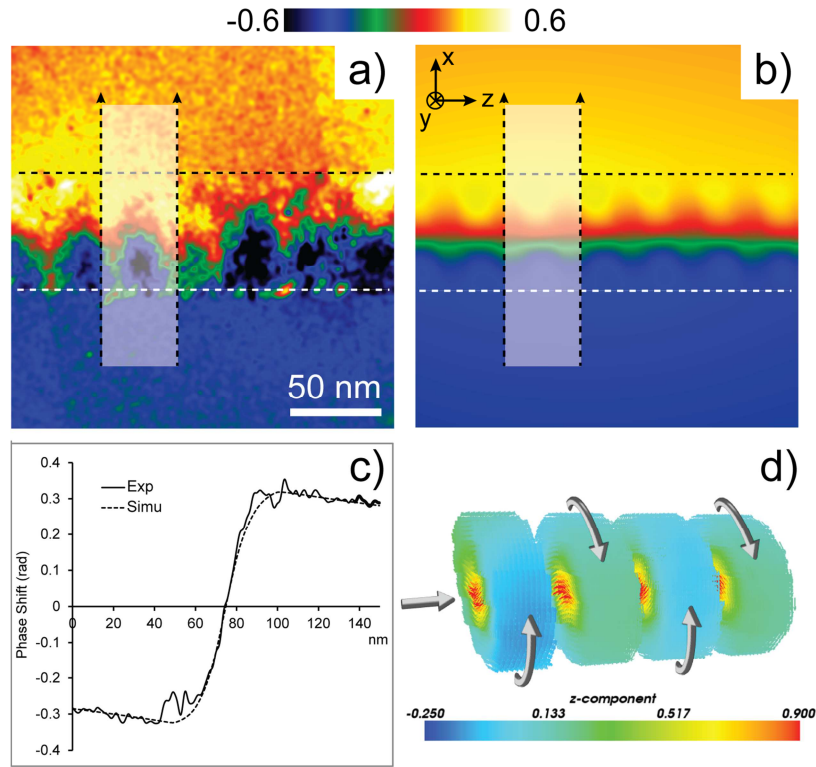 -0.6 0.6
a)
b)
x
z
y
50 nm
c)
d)
0.4
0.3
0.2
0.1
0
-0.1
-0.2
-0.3
-0.4
Phase Shift (rad)
Exp
Simu
0 20 40 60 80 100 120 140
nm
z-component
-0.250 0.133 0.517 0.900